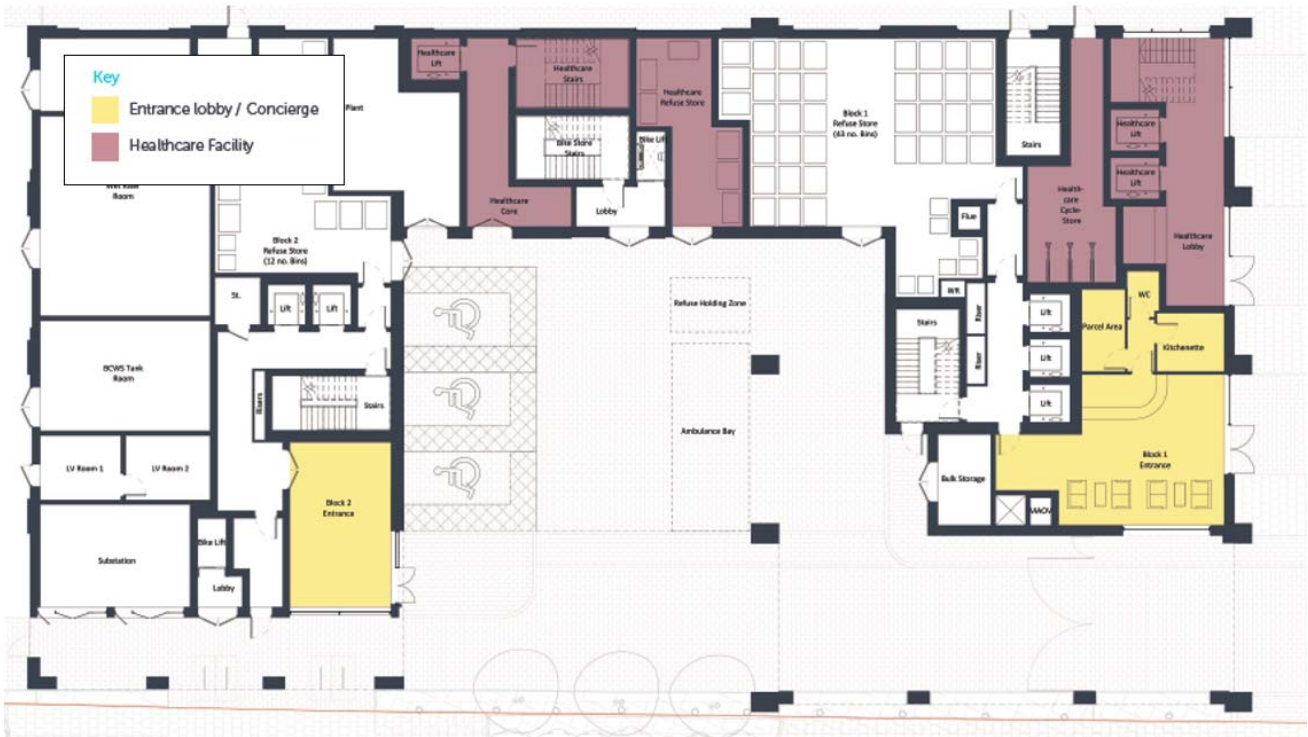 Key
Entrance lobby / Concierge
Healthcare Facility
Plant
Room
Healthcare
Lift
Healthcare
Stairs
Bike Store
Stairs
Healthcare
Core
Lobby
Healthcare
Refuse Store
Bike Lift
Block 1
Refuse Store
(63 no. Bins)
Stairs
Flue
WR
Health-
care
Cycle-
Store
Healthcare
Lift
Healthcare
Lift
Healthcare
Lobby
Block 2
Refuse Store
(12 no. Bins)
St.
Lift
Lift
BCWS Tank
Room
Risers
Stairs
LV Room 1
LV Room 2
Block 2
Entrance
Substation
Bike Lift
Lobby
Refuse Holding Zone
Ambulance Bay
Stairs
Riser
Riser
Lift
Lift
Lift
Parcel Area
WC
Kitchenette
Block 1
Entrance
Bulk Storage
MAOV